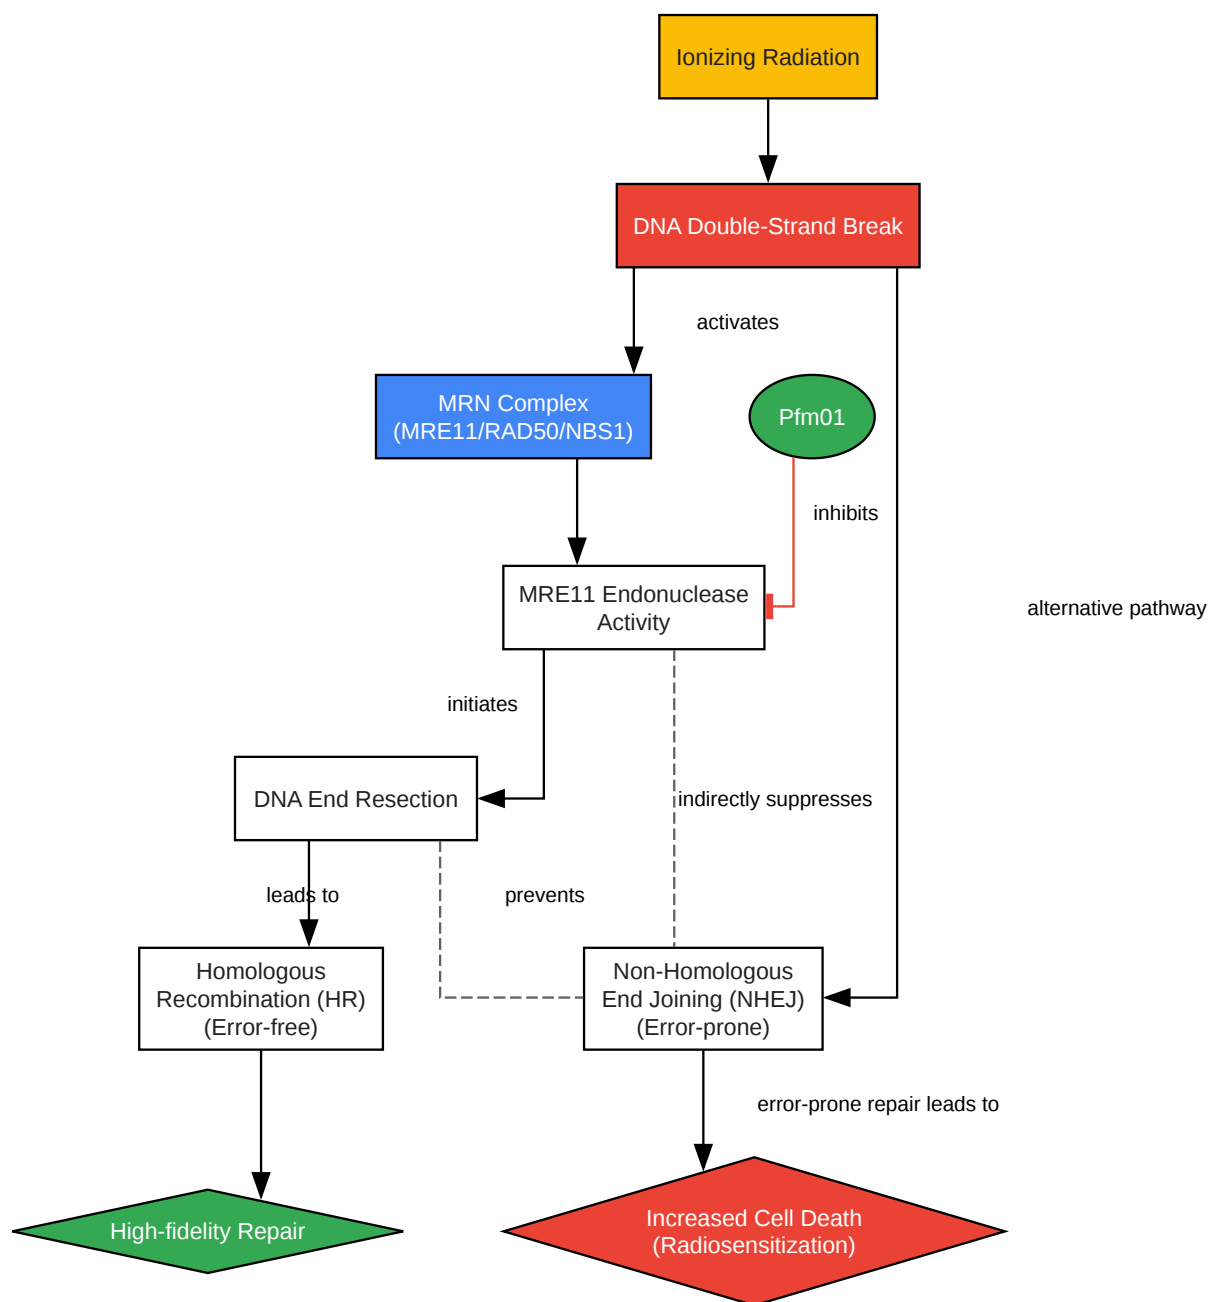 Ionizing Radiation
DNA Double-Strand Break
activates
MRN Complex
(MRE11/RAD50/NBS1)
Pfm01
inhibits
MRE11 Endonuclease
Activity
alternative pathway
initiates
DNA End Resection
indirectly suppresses
leads to
prevents
Homologous
Recombination (HR)
(Error-free)
Non-Homologous
End Joining (NHEJ)
(Error-prone)
error-prone repair leads to
High-fidelity Repair
Increased Cell Death
(Radiosensitization)